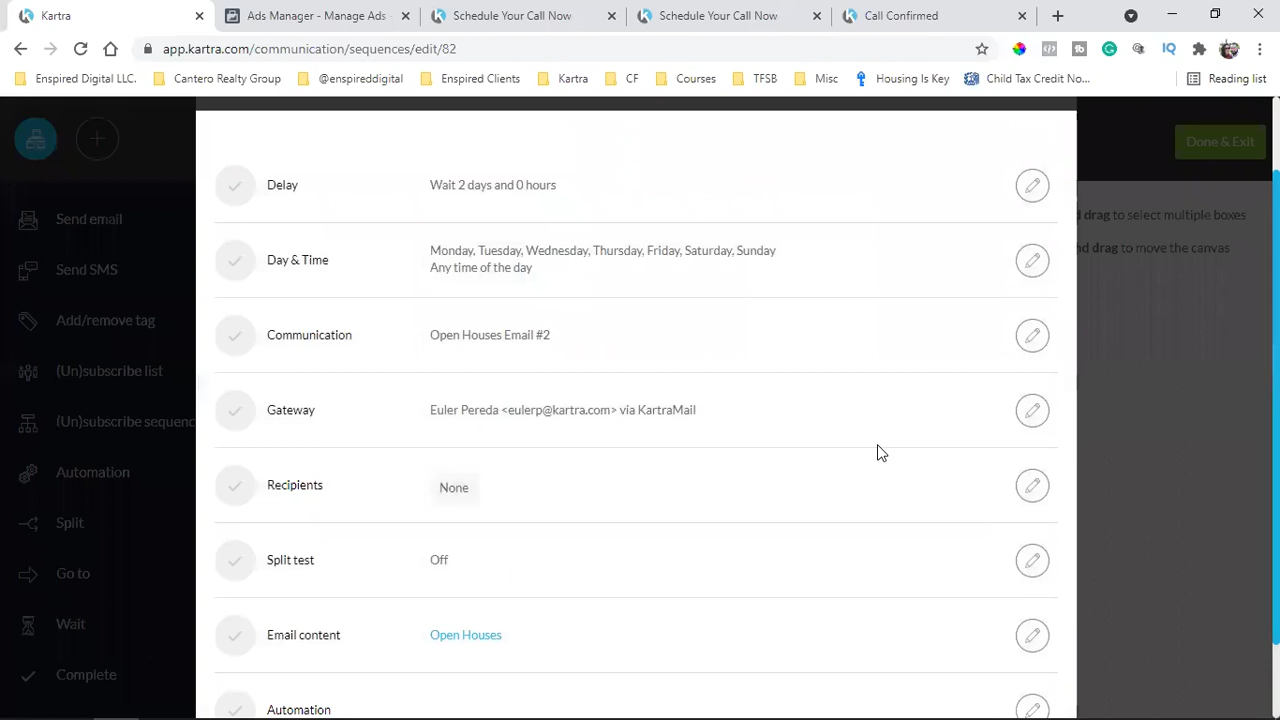 Kartra
Ads Manager - Manage Ads
Schedule Your Call Now
Schedule Your Call Now
Call Confirmed
app.kartra.com/communication/sequences/edit/82
Enspired Digital LLC.
Cantero Realty Group
@enspireddigital
Enspired Clients
Kartra
CF
Courses
TFSB
Misc
Housing Is Key
Child Tax Credit No...
Reading list
IQ
Done & Exit
Send email
Send SMS
Add/remove tag
(Un)subscribe list
(Un)subscribe sequenc
Automation
Split
Go to
Wait
Complete
Delay
Wait 2 days and 0 hours
Day & Time
Monday, Tuesday, Wednesday, Thursday, Friday, Saturday, Sunday
Any time of the day
Communication
Open Houses Email #2
Gateway
Euler Pereda <eulerp@kartra.com> via KartraMail
Recipients
None
Split test
Off
Email content
Open Houses
Automation
d drag to select multiple boxes
nd drag to move the canvas